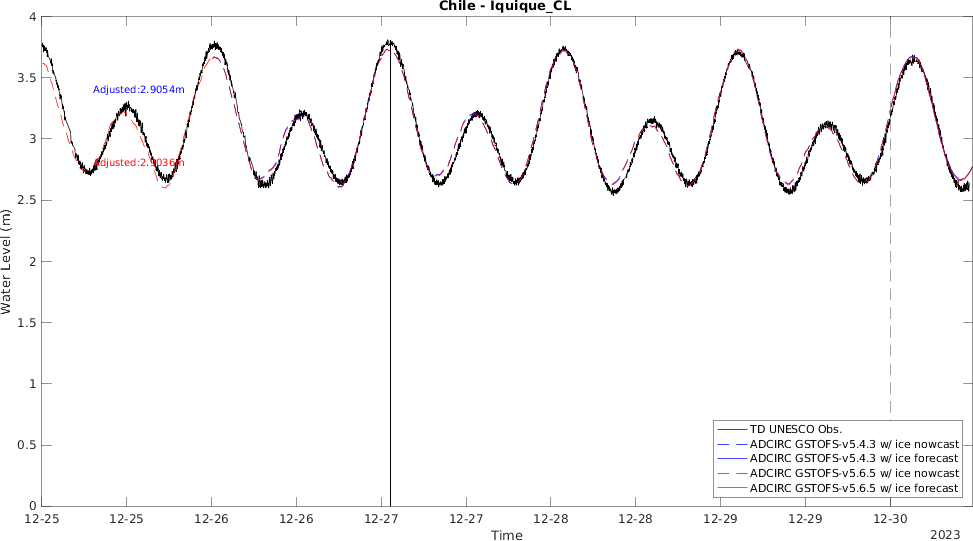 Chile - Iquique_CL
4
3.5
3
2.5
2
1.5
1
0.5
0
Water Level (m)
Adjusted:2.9054m
Adjusted:2.9036m
TD UNESCO Obs.
ADCIRC GSTOFS-v5.4.3 w/ ice nowcast
ADCIRC GSTOFS-v5.4.3 w/ ice forecast
ADCIRC GSTOFS-v5.6.5 w/ ice nowcast
ADCIRC GSTOFS-v5.6.5 w/ ice forecast
12-25 12-25 12-26 12-26 12-27 12-27 12-28 12-28 12-29 12-29 12-30
Time
2023